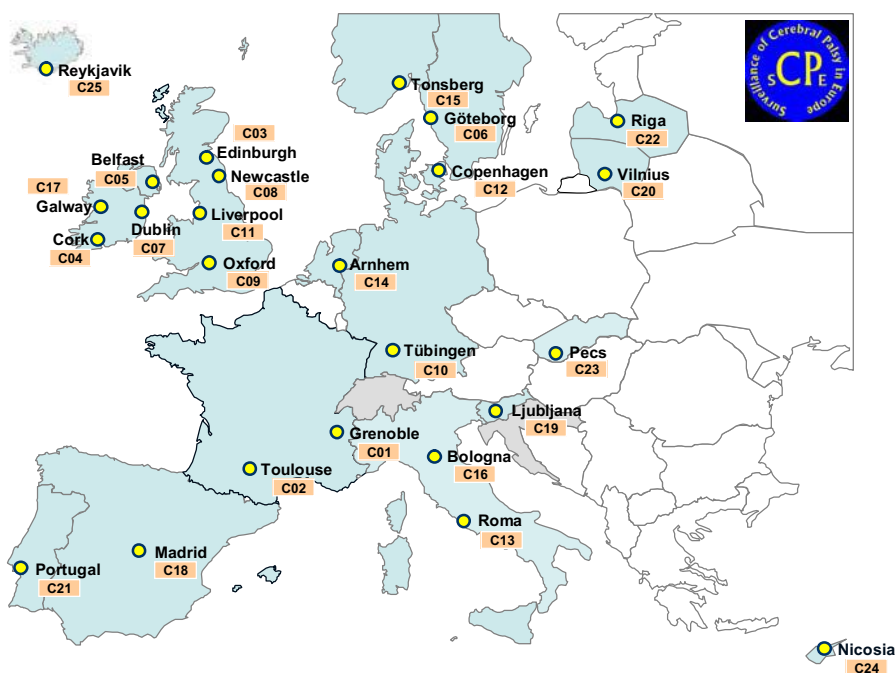 Surveillance of Cerebral Palsy in Europe
SCPE
Reykjavik
C25
Tonsberg
C15
Göteborg
C06
Riga
C22
C03
Edinburgh
Belfast
C05
Newcastle
C08
Copenhagen
C12
Vilnius
C20
C17
Galway
Liverpool
C11
Dublin
C07
Cork
C04
Oxford
C09
Arnhem
C14
Tübingen
C10
Pecs
C23
Ljubljana
C19
Grenoble
C01
Bologna
C16
Toulouse
C02
Roma
C13
Madrid
C18
Portugal
C21
Nicosia
C24